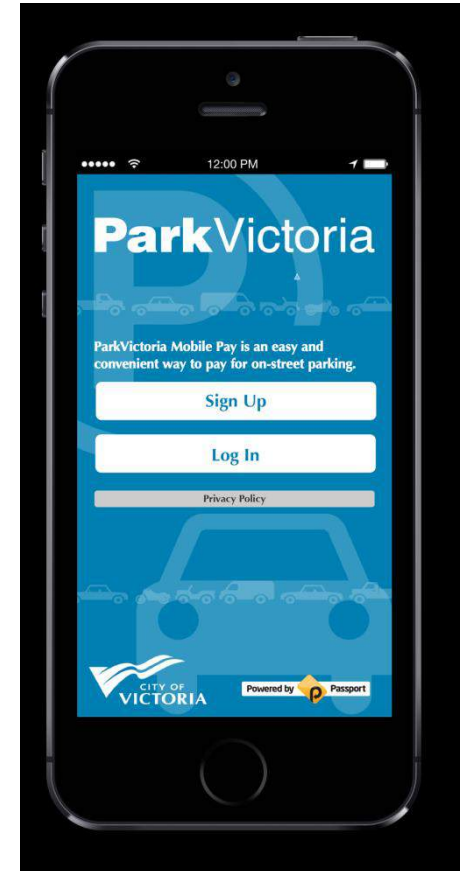 12:00 PM
ParkVictoria
ParkVictoria Mobile Pay is an easy and
convenient way to pay for on-street parking.
Sign Up
Log In
Privacy Policy
CITY OF
VICTORIA
Powered by P Passport